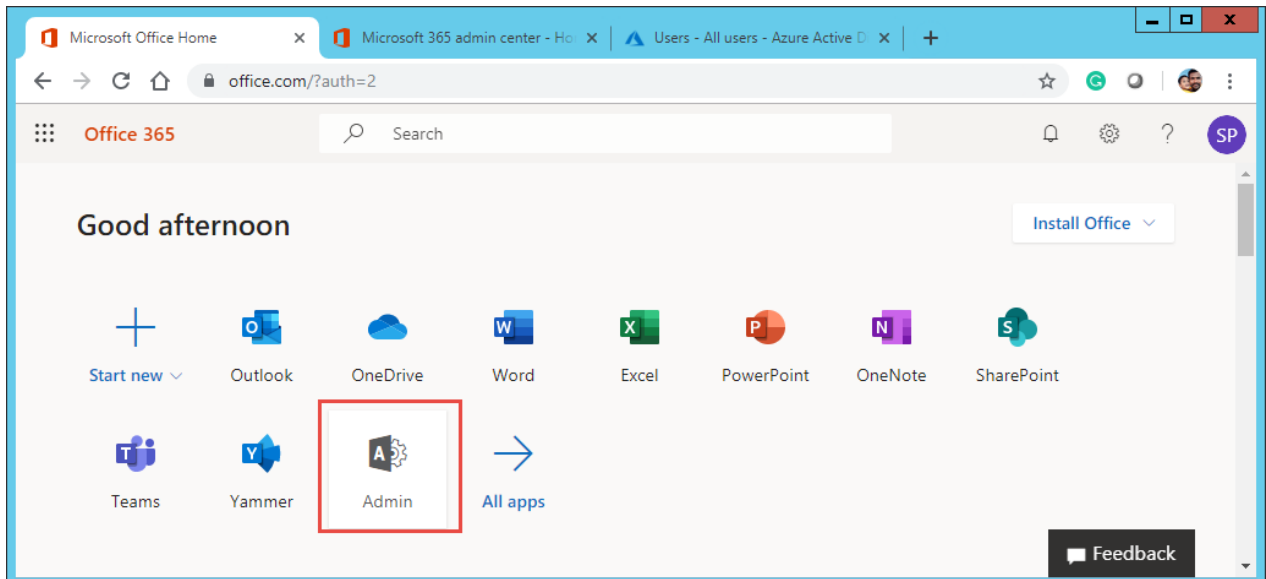 Microsoft Office Home
Microsoft 365 admin center - Ho
Users - All users - Azure Active D
office.com/?auth=2
Office 365
Search
SP
Good afternoon
Install Office
Start new
Outlook
OneDrive
Word
Excel
PowerPoint
OneNote
SharePoint
Teams
Yammer
Admin
All apps
Feedback